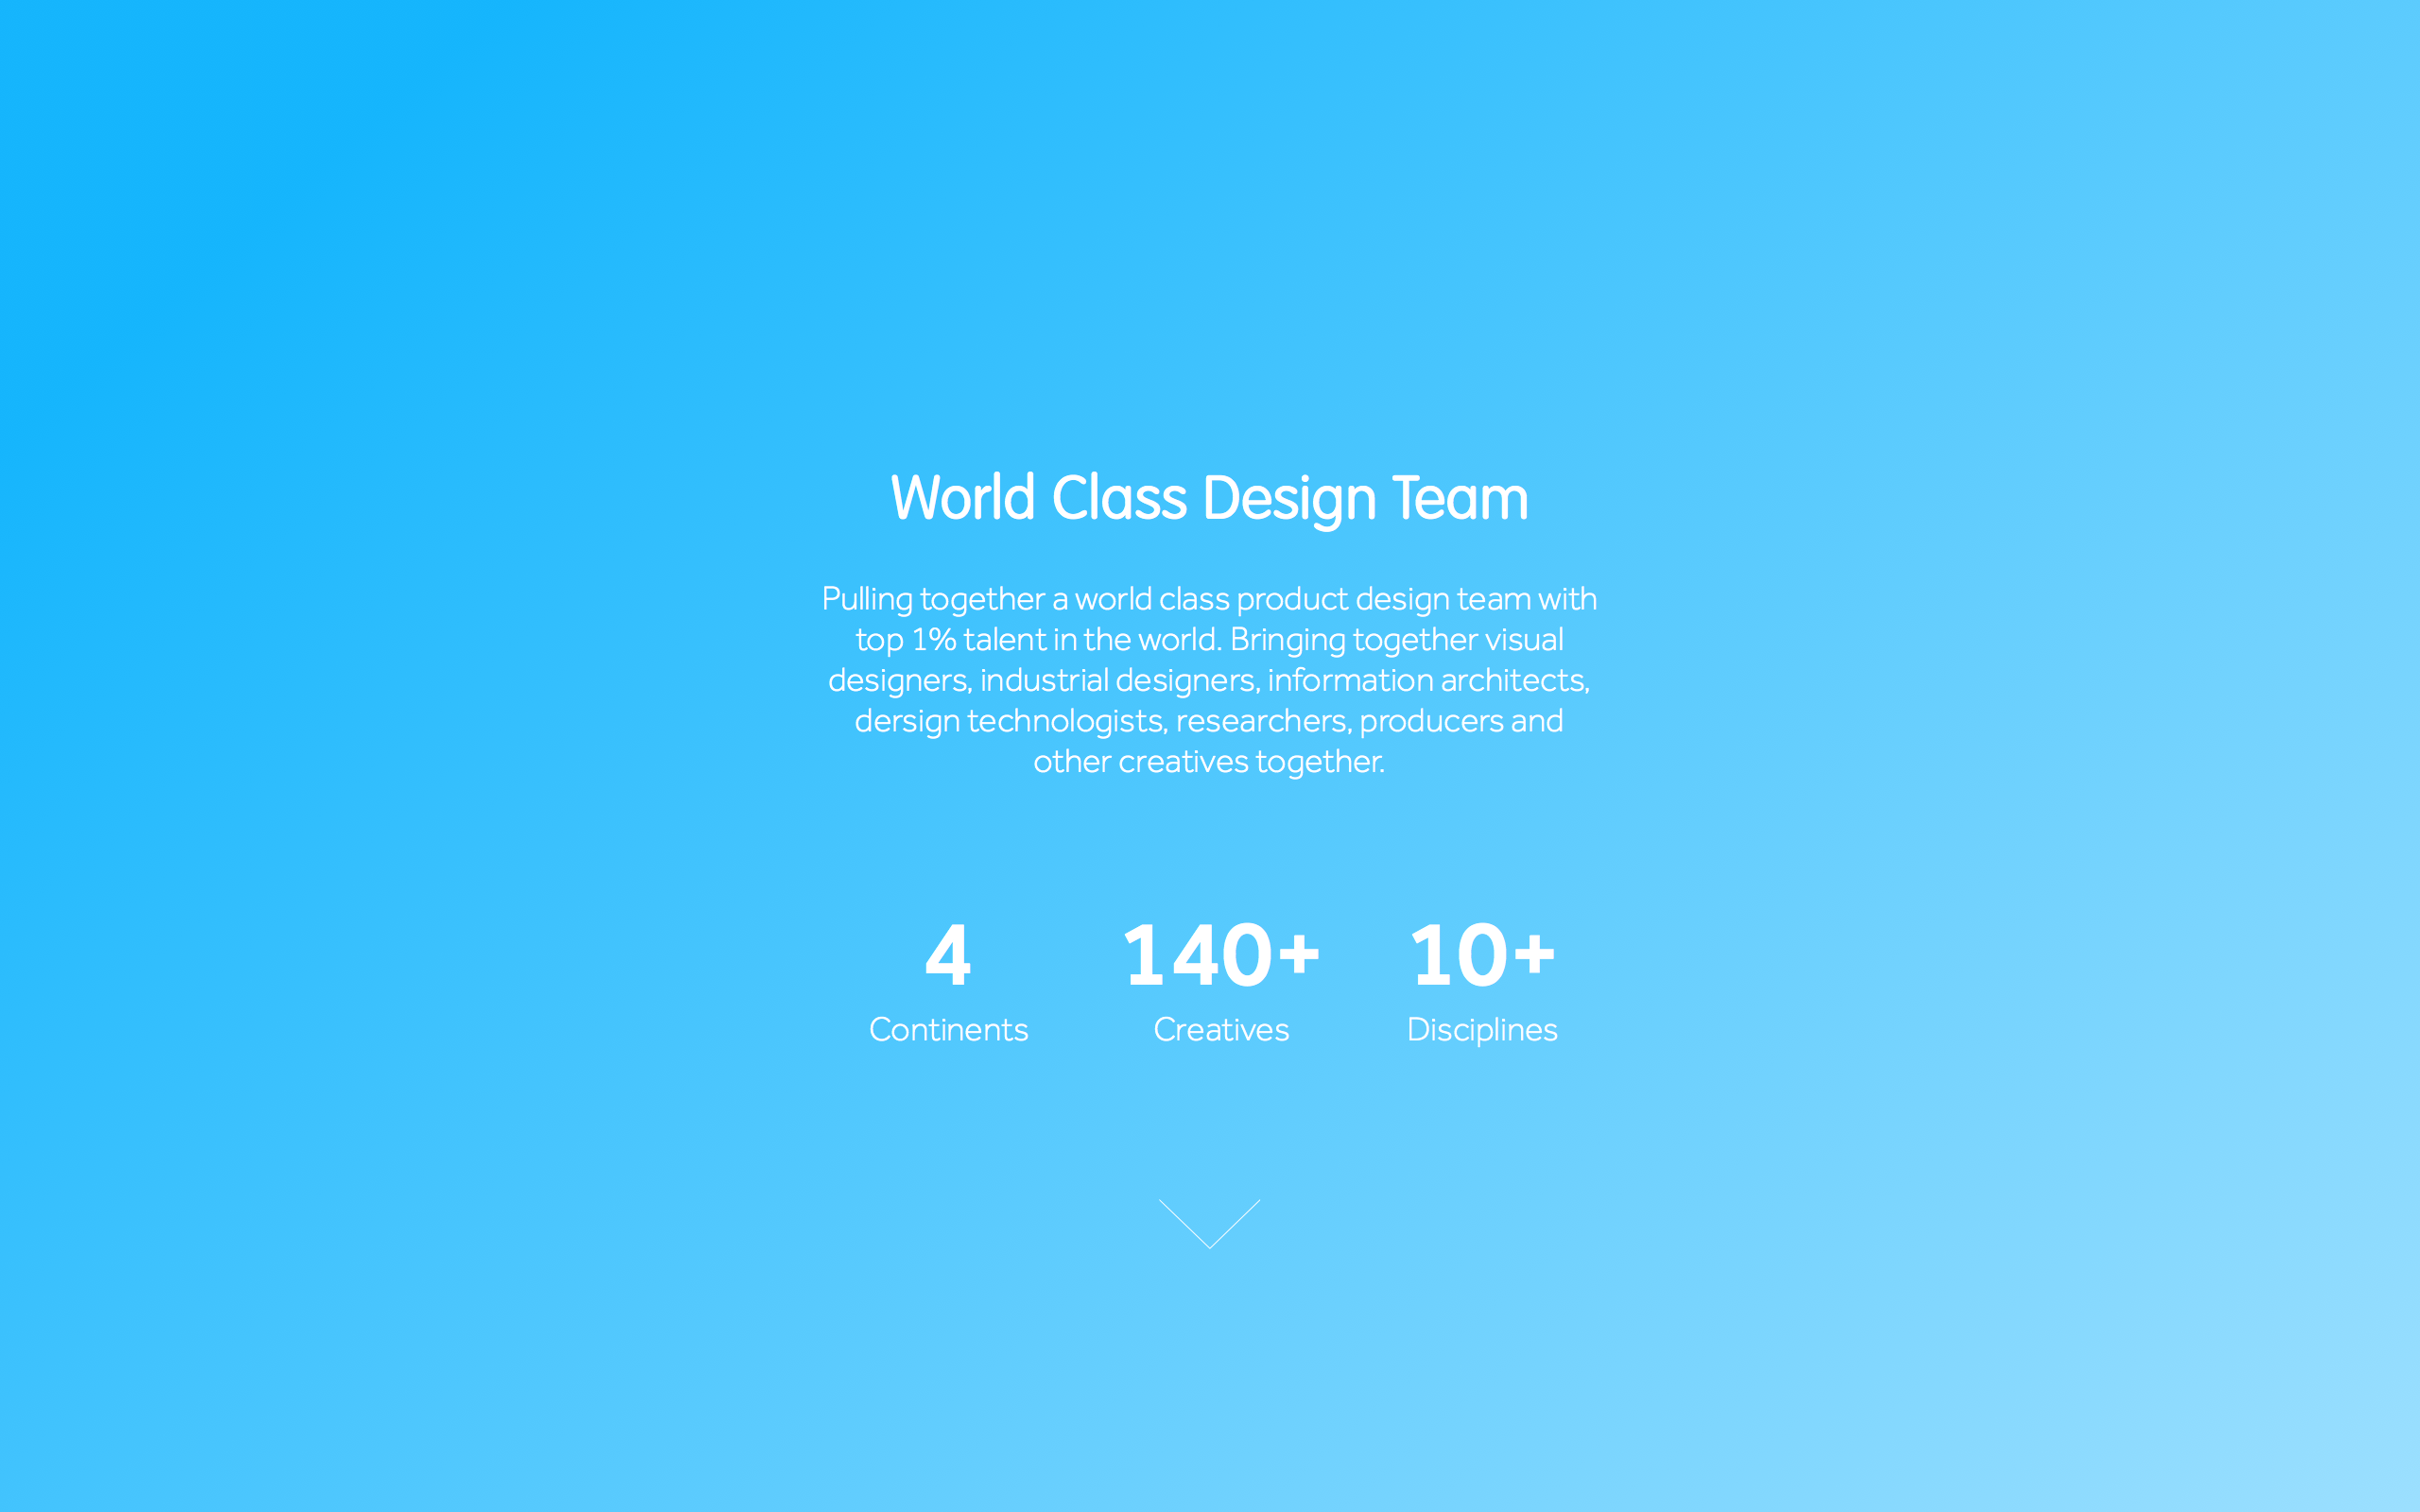 World Class Design Team
Pulling together a world class product design team with
top 1% talent in the world. Bringing together visual
designers, industrial designers, information architects,
dersign technologists, researchers, producers and
other creatives together.
4 140+ 10+
Continents Creatives Disciplines